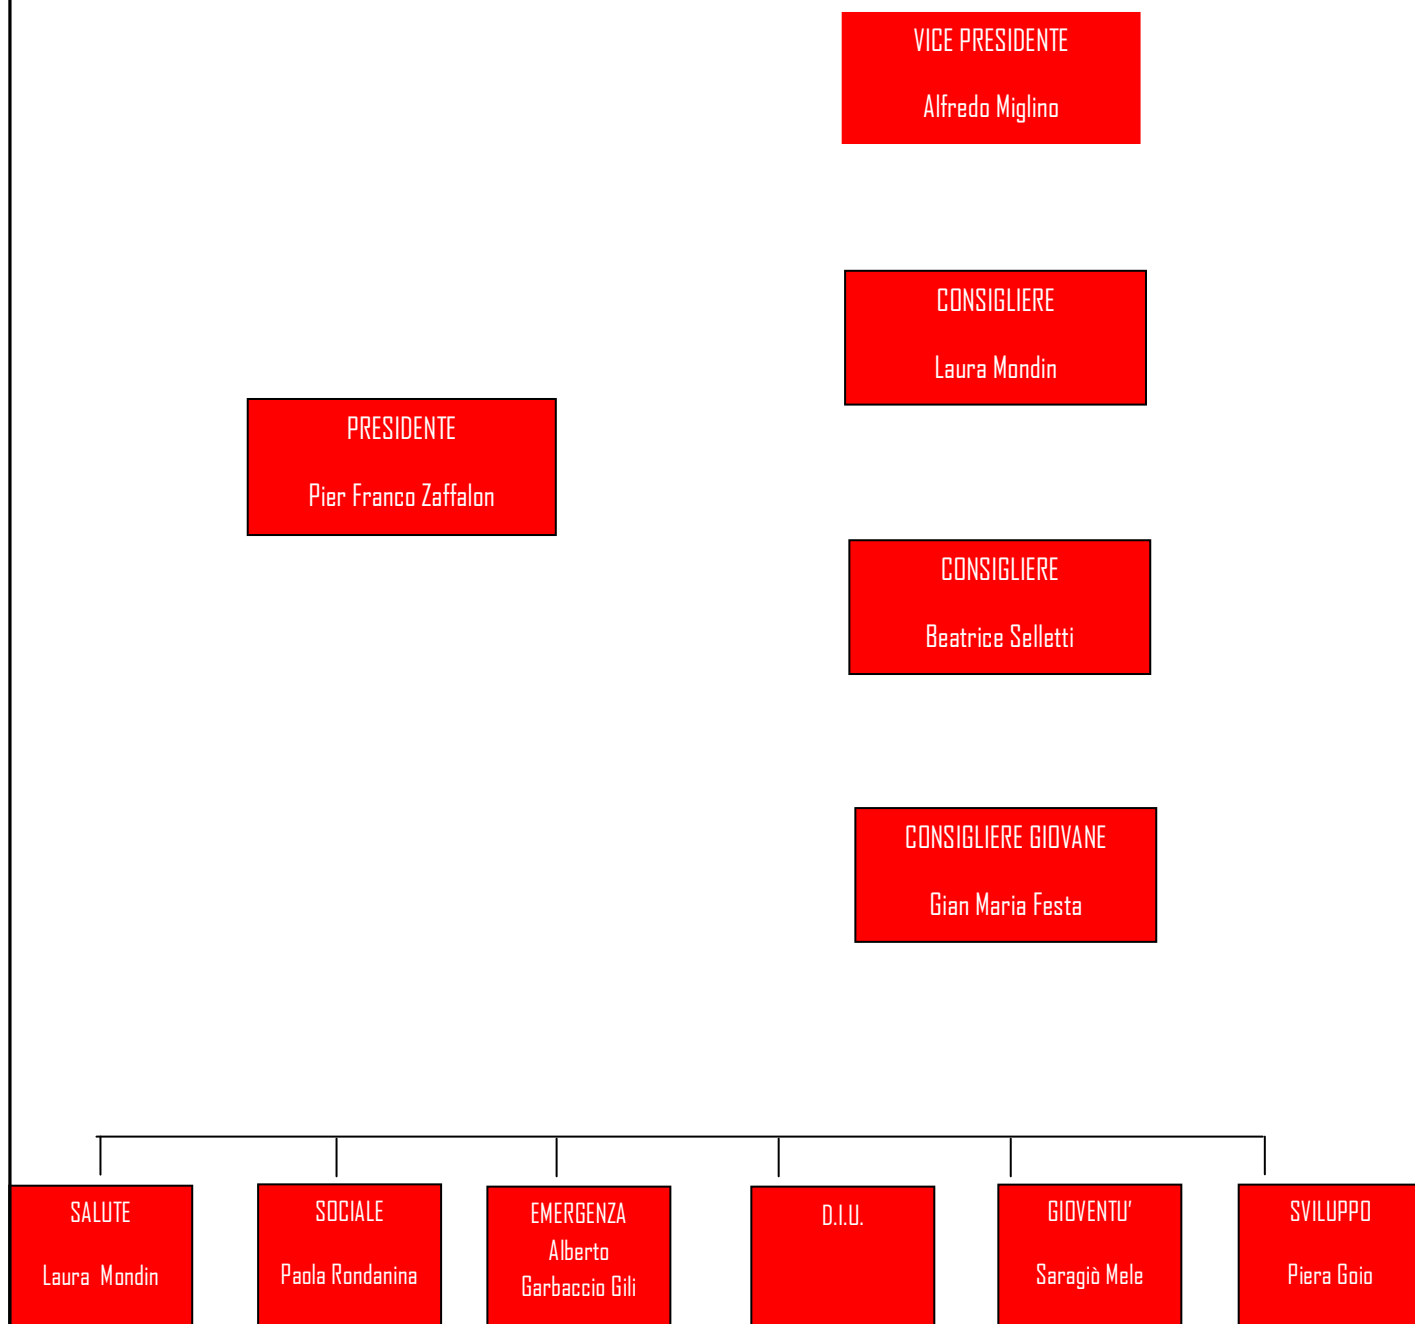 VICE PRESIDENTE
Alfredo Miglino
CONSIGLIERE
Laura Mondin
PRESIDENTE
Pier Franco Zaffalon
CONSIGLIERE
Beatrice Selletti
CONSIGLIERE GIOVANE
Gian Maria Festa
SALUTE
Laura Mondin
SOCIALE
Paola Rondanina
EMERGENZA
Alberto
Garbaccio Gili
D.I.U.
GIOVENTU'
Saragiò Mele
SVILUPPO
Piera Goio